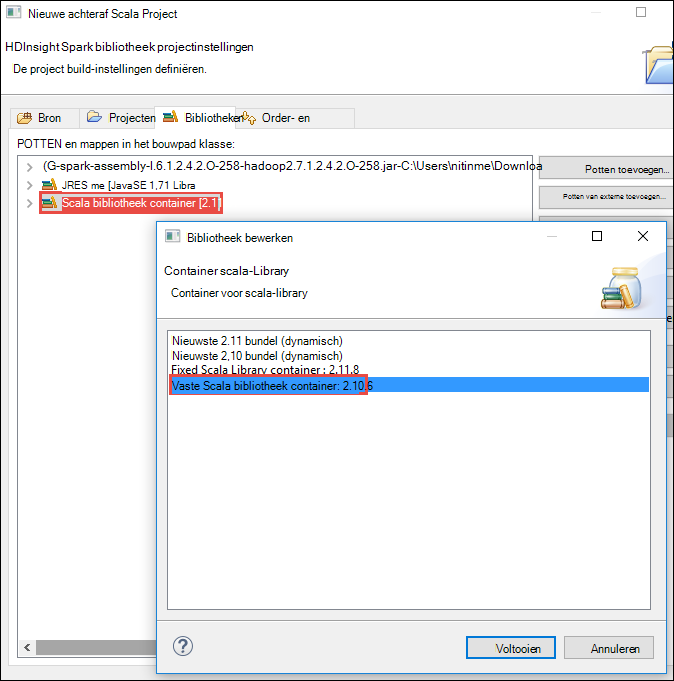 Nieuwe achteraf Scala Project
HDInsight Spark bibliotheek projectinstellingen
De project build-instellingen definiëren.
Bron
Projecten
Bibliotheken
Order- en
POTTEN en mappen in het bouwpad klasse:
(G-spark-assembly-I.6.1.2.4.2.O-258-hadoop2.7.1.2.4.2.O-258.jar-C:\Users\nitinme\Downloa
JRES me [JavaSE 1,71 Libra
Scala bibliotheek container [2.1]
Potten toevoegen...
Potten van externe toevoegen...
Bibliotheek bewerken
Container scala-Library
Container voor scala-library
Nieuwste 2.11 bundel (dynamisch)
Nieuwste 2,10 bundel (dynamisch)
Fixed Scala Library container : 2.11.8
Vaste Scala bibliotheek container: 2.10.6
?
Voltooien
Annuleren